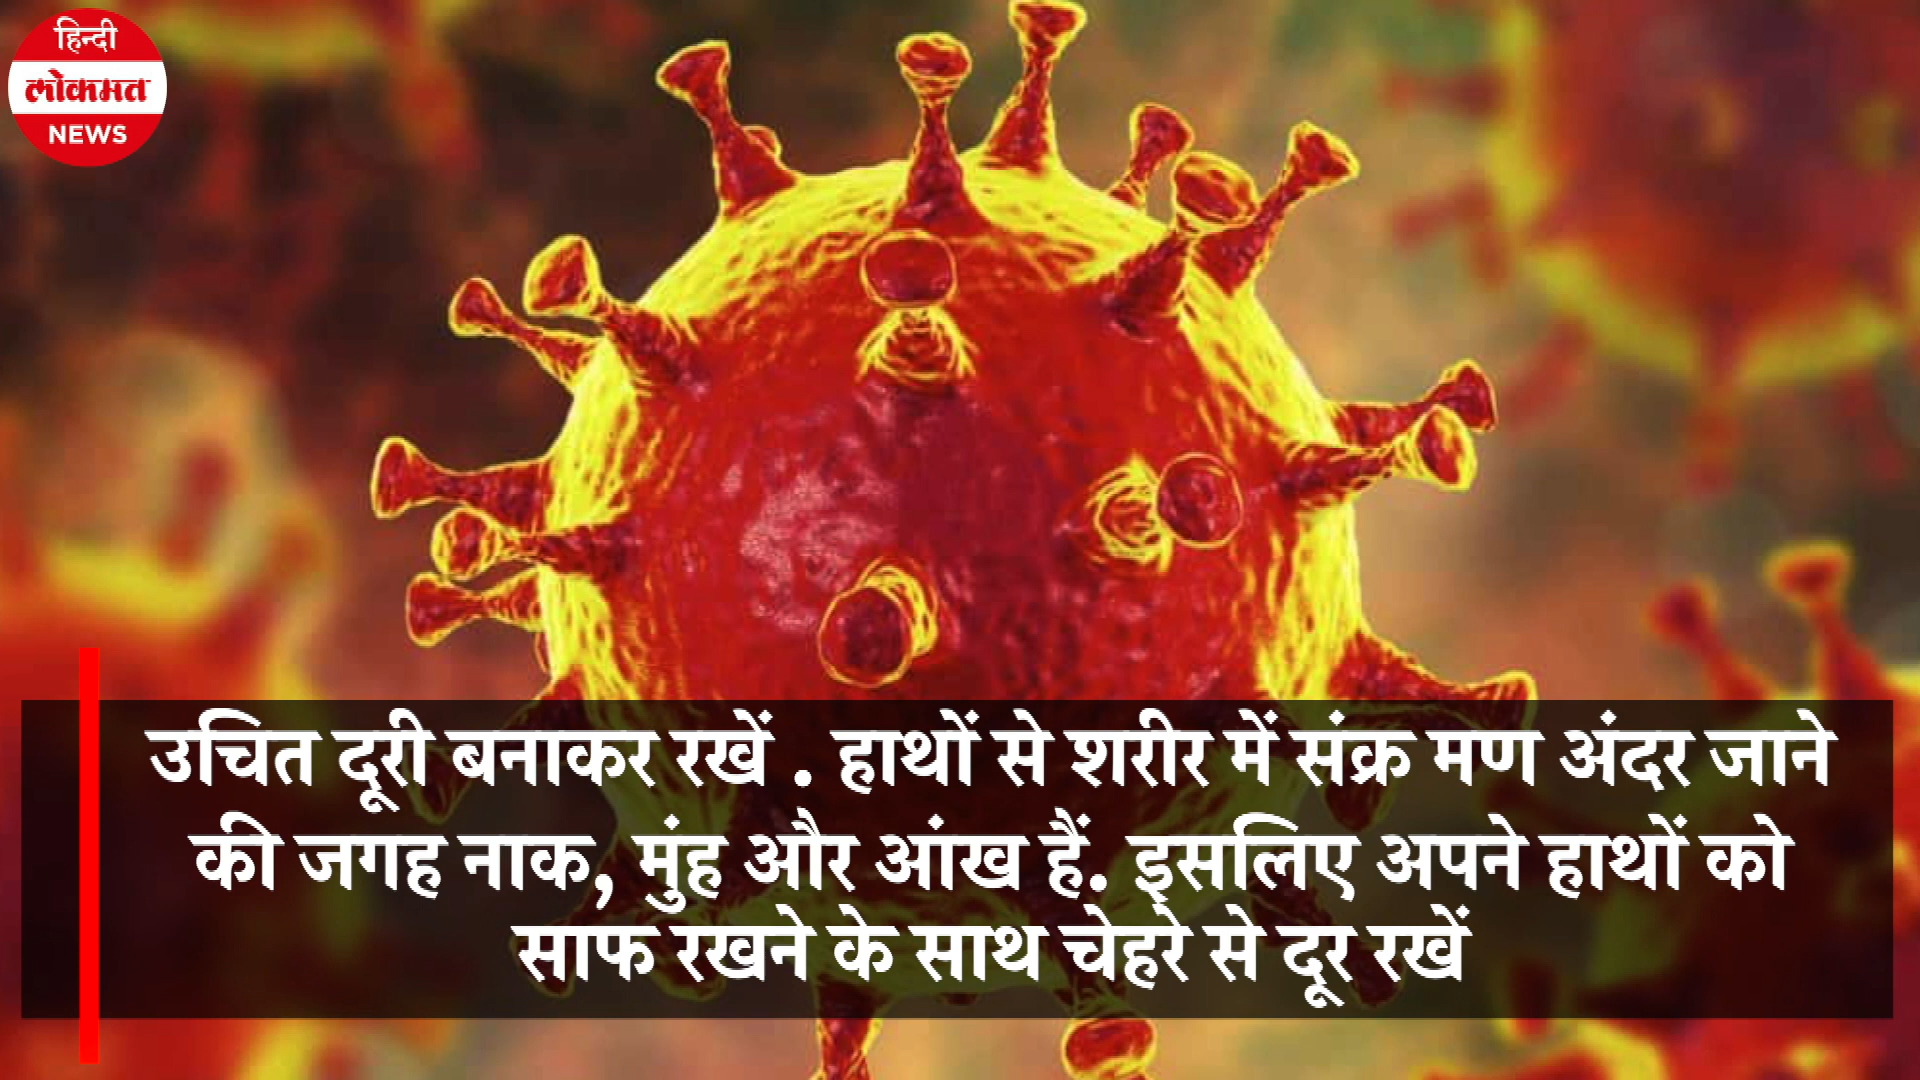 हिन्दी
लोकमत
NEWS
उचित दूरी बनाकर रखें . हाथों से शरीर में संक्र मण अंदर जाने
की जगह नाक, मुंह और आंख हैं. इसलिए अपने हाथों को
साफ रखने के साथ चेहरे से दूर रखें